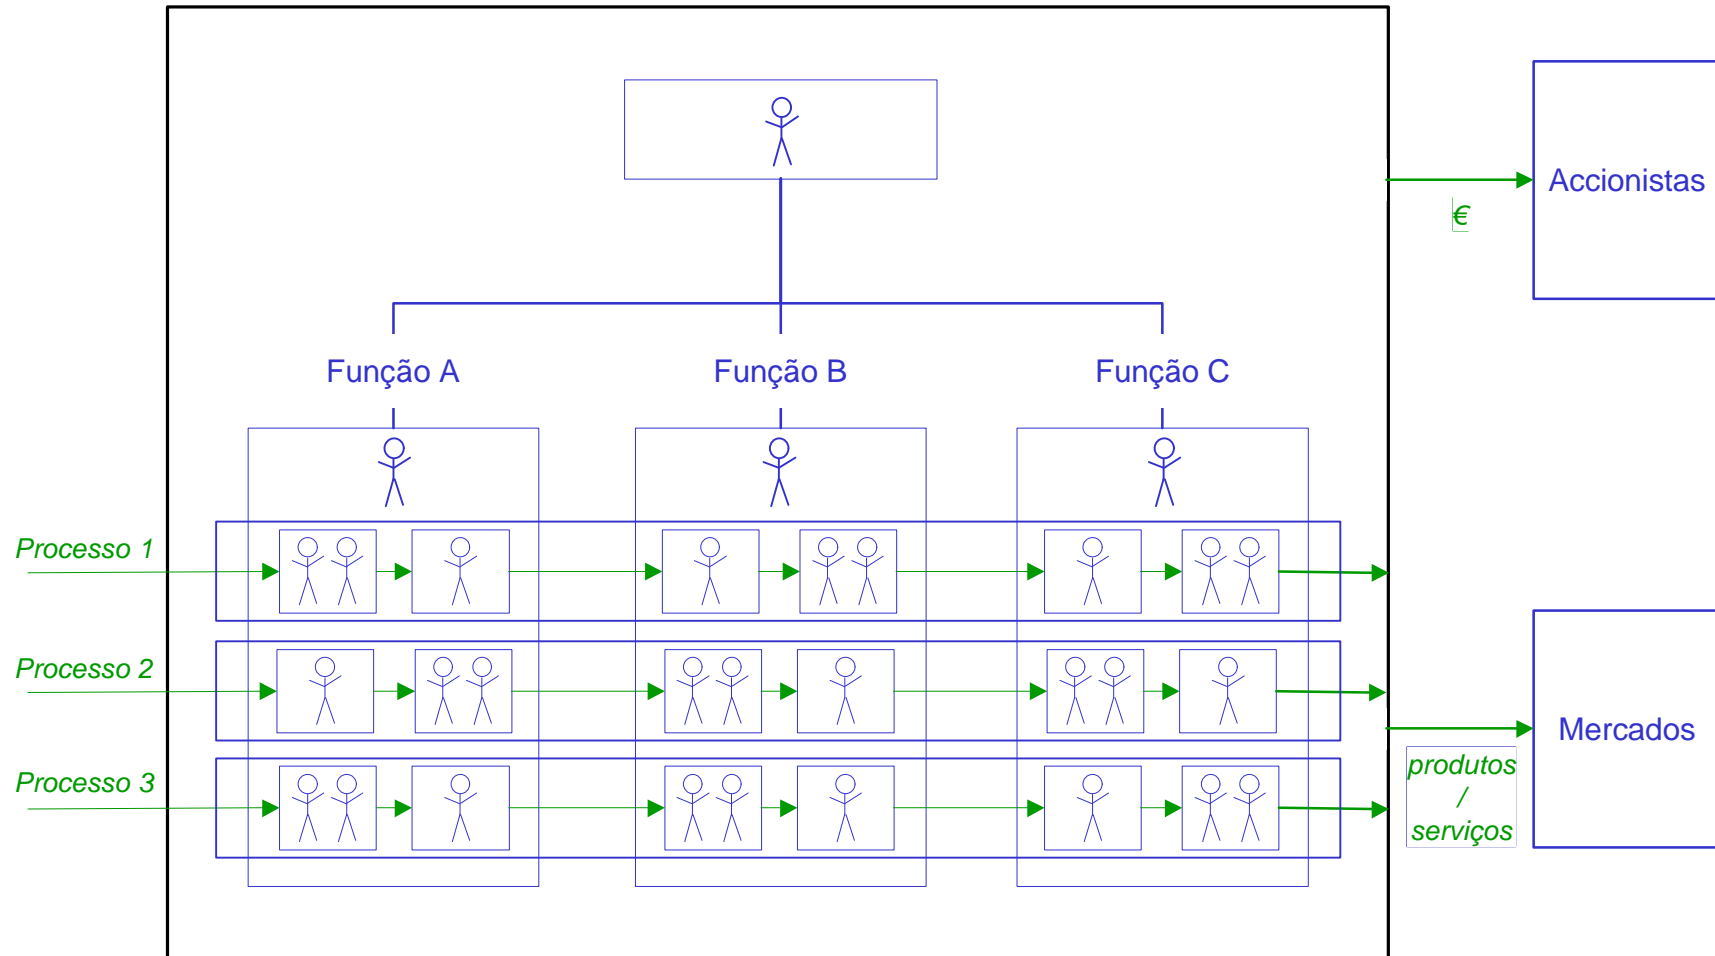 Accionistas
€
Função A
Função B
Função C
Processo 1
Processo 2
Mercados
produtos
/
serviços
Processo 3